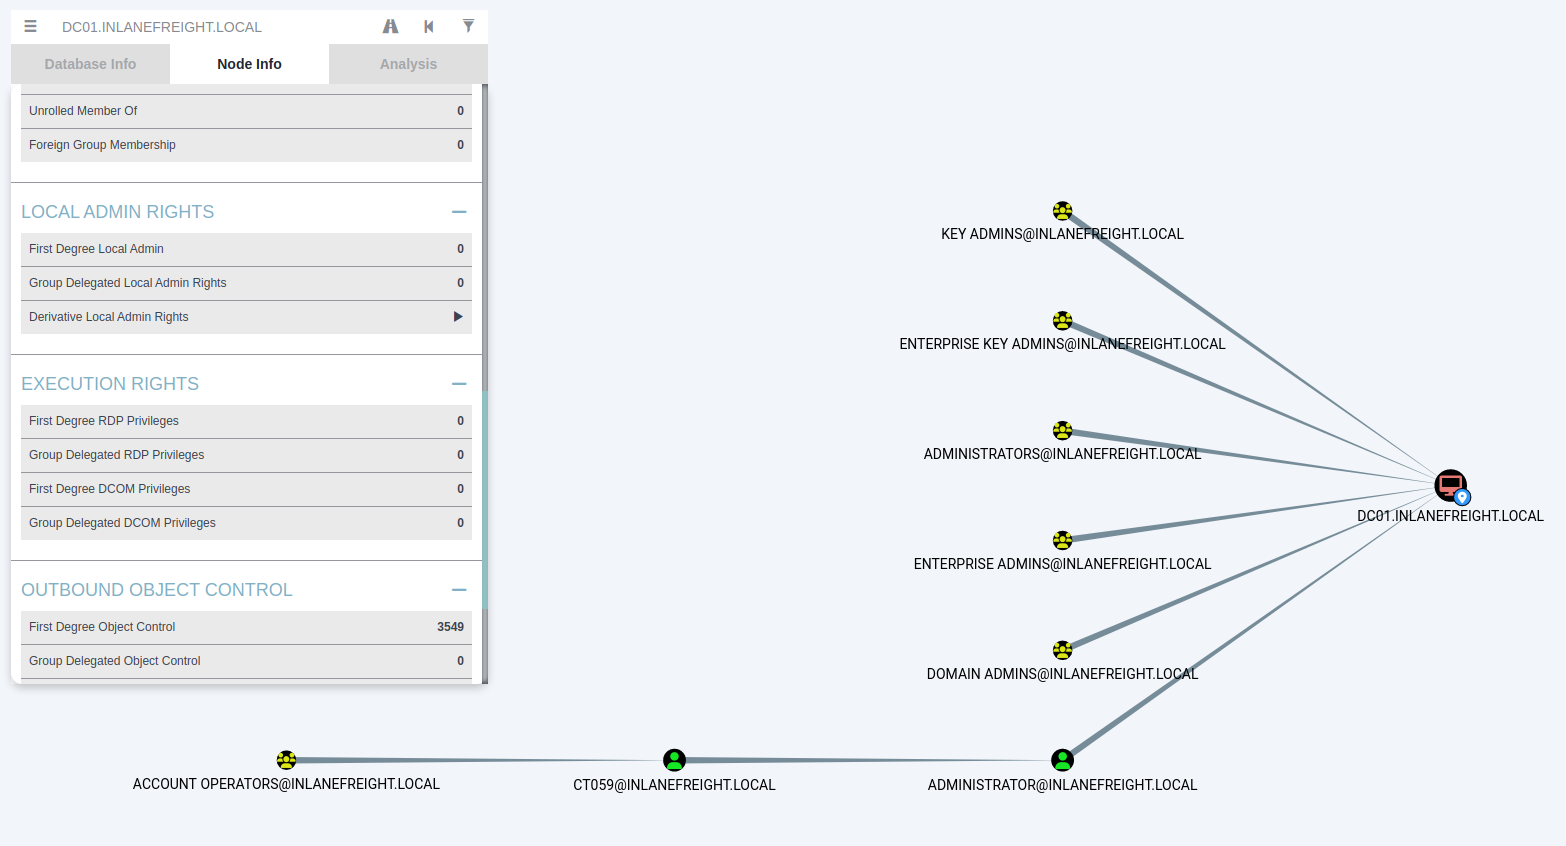 DC01.INLANEFREIGHT.LOCAL
Database Info
Node Info
Analysis
Unrolled Member Of 0
Foreign Group Membership 0
LOCAL ADMIN RIGHTS
First Degree Local Admin 0
Group Delegated Local Admin Rights 0
Derivative Local Admin Rights
EXECUTION RIGHTS
First Degree RDP Privileges 0
Group Delegated RDP Privileges 0
First Degree DCOM Privileges 0
Group Delegated DCOM Privileges 0
OUTBOUND OBJECT CONTROL
First Degree Object Control 3549
Group Delegated Object Control 0
KEY ADMINS@INLANEFREIGHT.LOCAL
ENTERPRISE KEY ADMINS@INLANEFREIGHT.LOCAL
ADMINISTRATORS@INLANEFREIGHT.LOCAL
DC01.INLANEFREIGHT.LOCAL
ENTERPRISE ADMINS@INLANEFREIGHT.LOCAL
DOMAIN ADMINS@INLANEFREIGHT.LOCAL
ACCOUNT OPERATORS@INLANEFREIGHT.LOCAL
CT059@INLANEFREIGHT.LOCAL
ADMINISTRATOR@INLANEFREIGHT.LOCAL